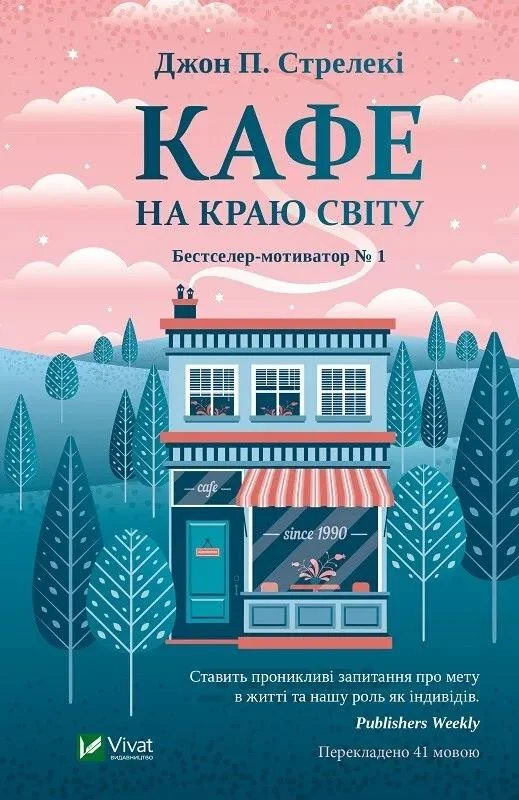 Джон П. Стрелекі
КАФЕ
НА КРАЮ СВІТУ
Бестселер-мотиватор № 1
cafe
since 1990
Ставить проникливі запитання про мету
в житті та нашу роль як індивідів.
Publishers Weekly
Vivat
ВИДАВНИЦТВО
Перекладено 41 мовою